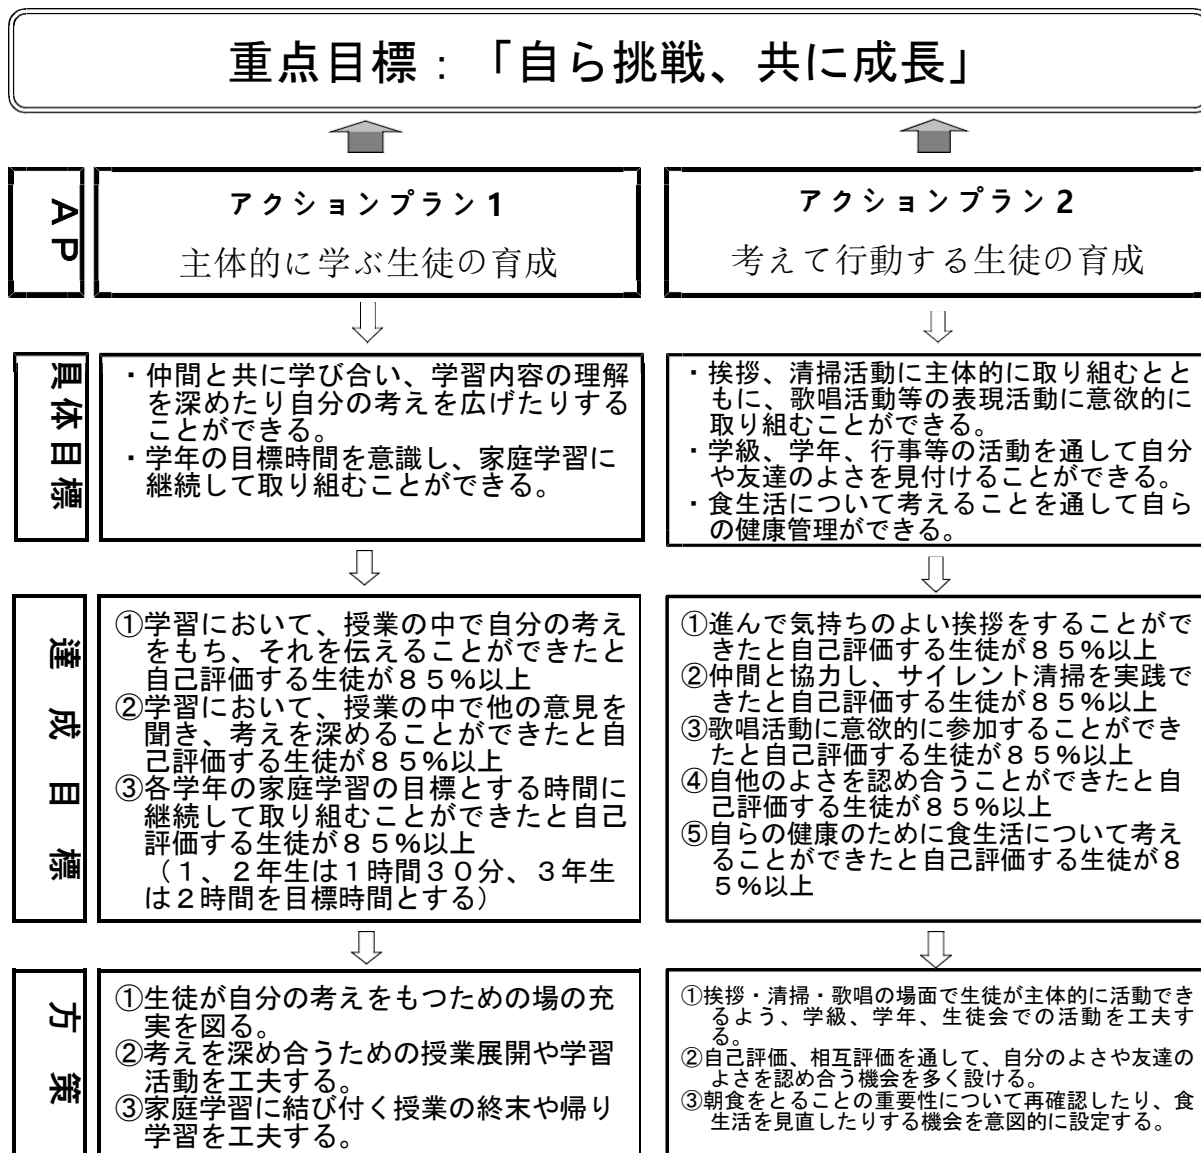 重点目標：「自ら挑戦、共に成長」
ＡＰ
アクションプラン１
主体的に学ぶ生徒の育成
アクションプラン２
考えて行動する生徒の育成
具体目標
・仲間と共に学び合い、学習内容の理解
を深めたり自分の考えを広げたりする
ことができる。
・学年の目標時間を意識し、家庭学習に
継続して取り組むことができる。
・挨拶、清掃活動に主体的に取り組むとと
もに、歌唱活動等の表現活動に意欲的に
取り組むことができる。
・学級、学年、行事等の活動を通して自分
や友達のよさを見付けることができる。
・食生活について考えることを通して自ら
の健康管理ができる。
達成目標
①学習において、授業の中で自分の考え
をもち、それを伝えることができたと
自己評価する生徒が８５%以上
②学習において、授業の中で他の意見を
聞き、考えを深めることができたと自
己評価する生徒が８５%以上
③各学年の家庭学習の目標とする時間に
継続して取り組むことができたと自己
評価する生徒が８５%以上
（１、２年生は１時間３０分、３年生
は２時間を目標時間とする）
①進んで気持ちのよい挨拶をすることがで
きたと自己評価する生徒が８５%以上
②仲間と協力し、サイレント清掃を実践で
きたと自己評価する生徒が８５%以上
③歌唱活動に意欲的に参加することができ
たと自己評価する生徒が８５%以上
④自他のよさを認め合うことができたと自
己評価する生徒が８５%以上
⑤自らの健康のために食生活について考え
ることができたと自己評価する生徒が８
５%以上
方策
①生徒が自分の考えをもつための場の充
実を図る。
②考えを深め合うための授業展開や学習
活動を工夫する。
③家庭学習に結び付く授業の終末や帰り
学習を工夫する。
①挨拶・清掃・歌唱の場面で生徒が主体的に活動でき
るよう、学級、学年、生徒会での活動を工夫す
る。
②自己評価、相互評価を通して、自分のよさや友達の
よさを認め合う機会を多く設ける。
③朝食をとることの重要性について再確認したり、食
生活を見直したりする機会を意図的に設定する。